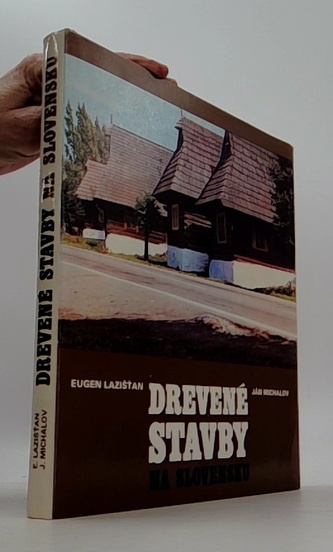 DREVENÉ STAVBY NA SLOVENSKU
E. LAZIŠŤAN
J. MICHALOV
EUGEN LAZIŠŤAN
JÁN MICHALOV
DREVENÉ
STAVBY
NA SLOVENSKU